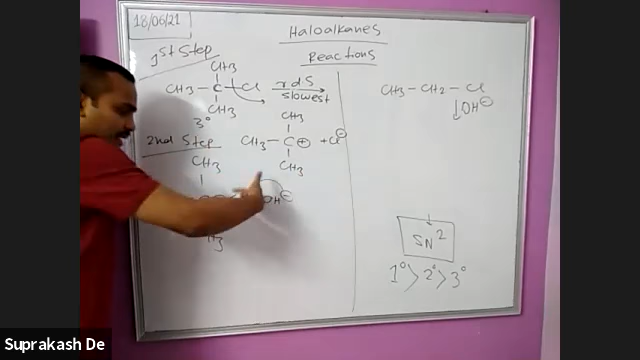 18/06/21
Haloalkanes
Reactions
1st Step
CH3
CH3 — C — Cl
CH3
3°
rds
slowest
CH3
CH3 — C⊕ + Cl⊖
CH3
2nd Step
CH3
OH⊖
H3
CH3 — CH2 — Cl
↓OH⊖
SN2
1° > 2° > 3°
Suprakash De